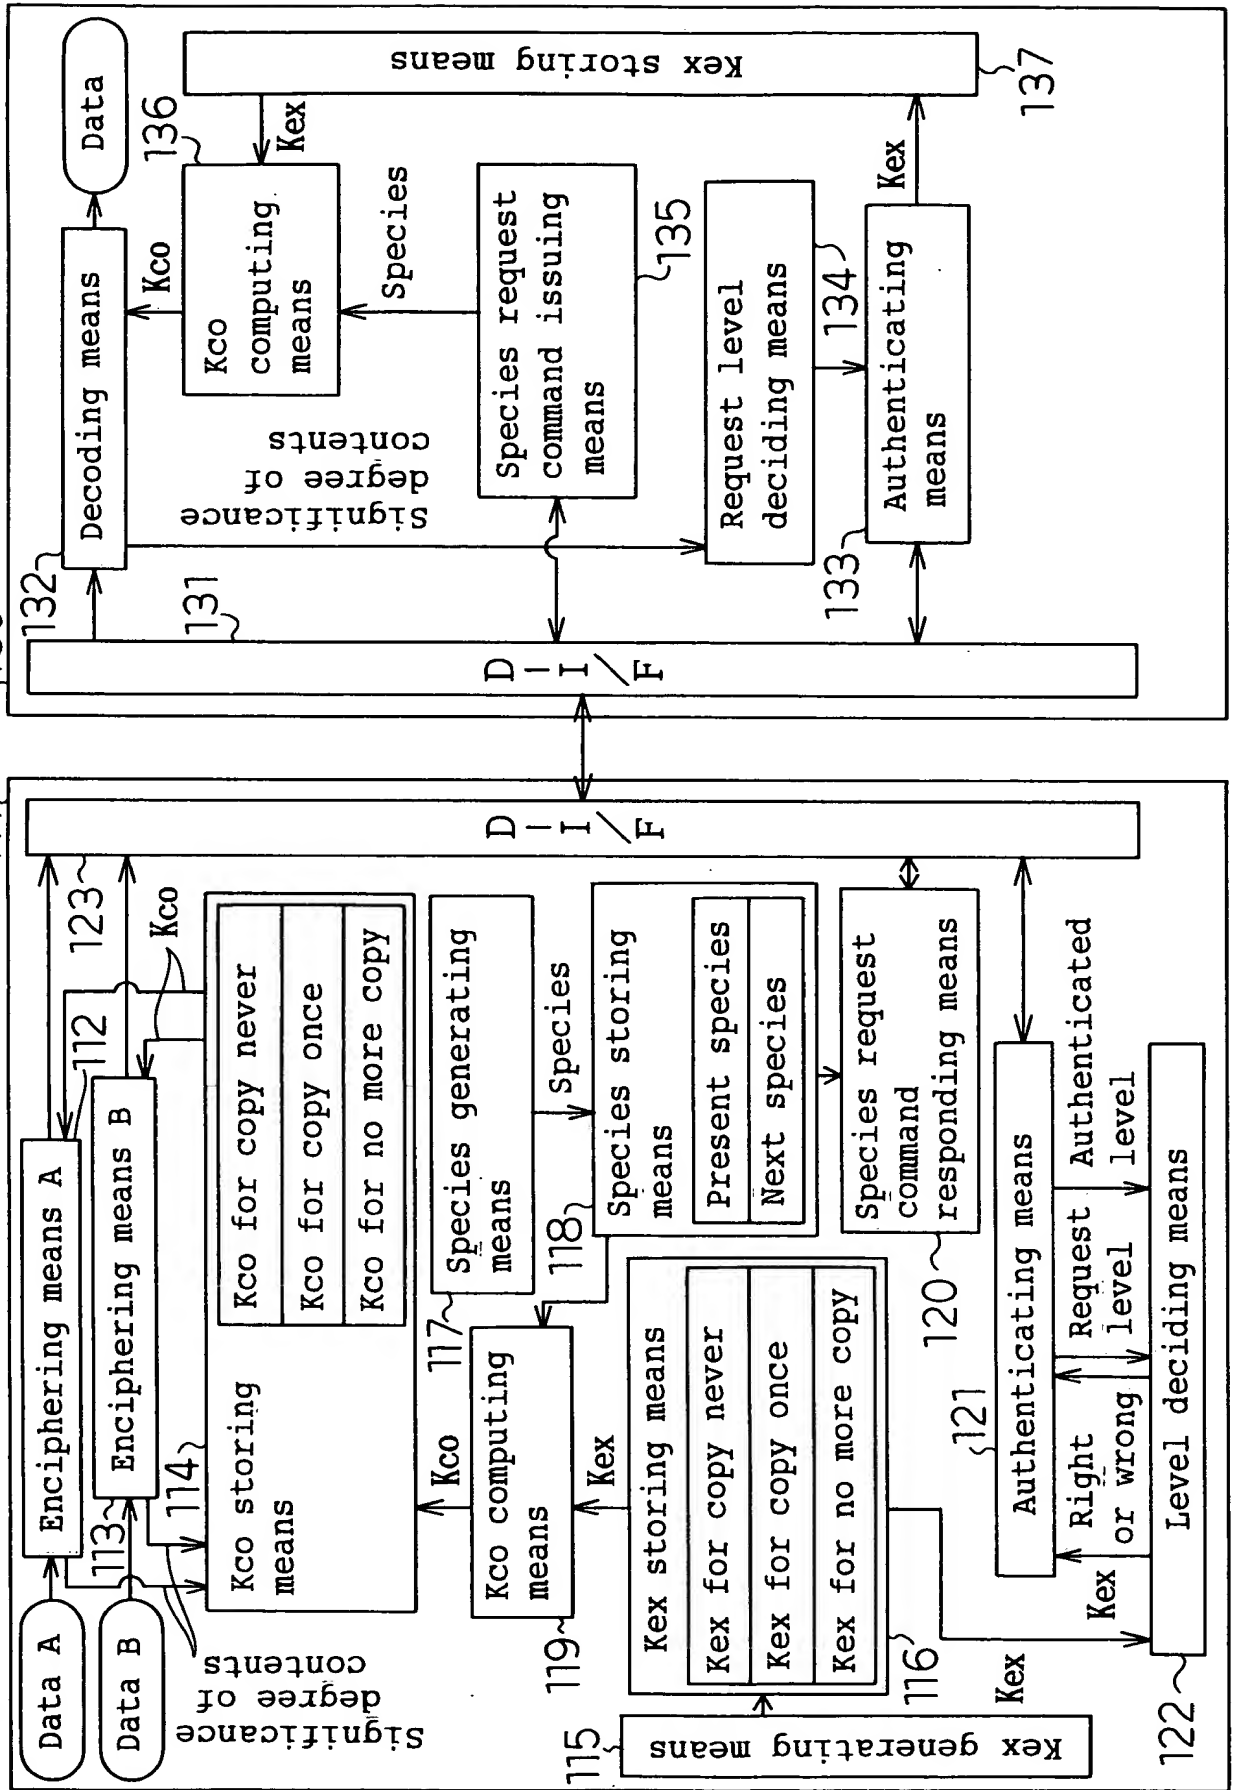 Data A
Data B
Significance
degree of
contents
Enciphering means A
112
113
Enciphering means B
123
Kco
114
Kco storing
means
Kco for copy never
Kco for copy once
Kco for no more copy
Kco
117
Species generating
means
Species
119
Kco computing
means
118
Species storing
means
Present species
Next species
Kex
115
Kex generating means
Kex storing means
Kex for copy never
Kex for copy once
Kex for no more copy
116
120
Species request
command
responding means
Kex
121
Authenticating means
Kex
Right
or wrong
Request
level
Authenticated
level
122
Level deciding means
D-I/F
D-I/F
131
132
Decoding means
Data
Significance
degree of
contents
Kco
136
Kco
computing
means
Kex
Kex storing means
137
Species
Species request
command issuing
means
135
Request level
deciding means
134
133
Authenticating
means
Kex